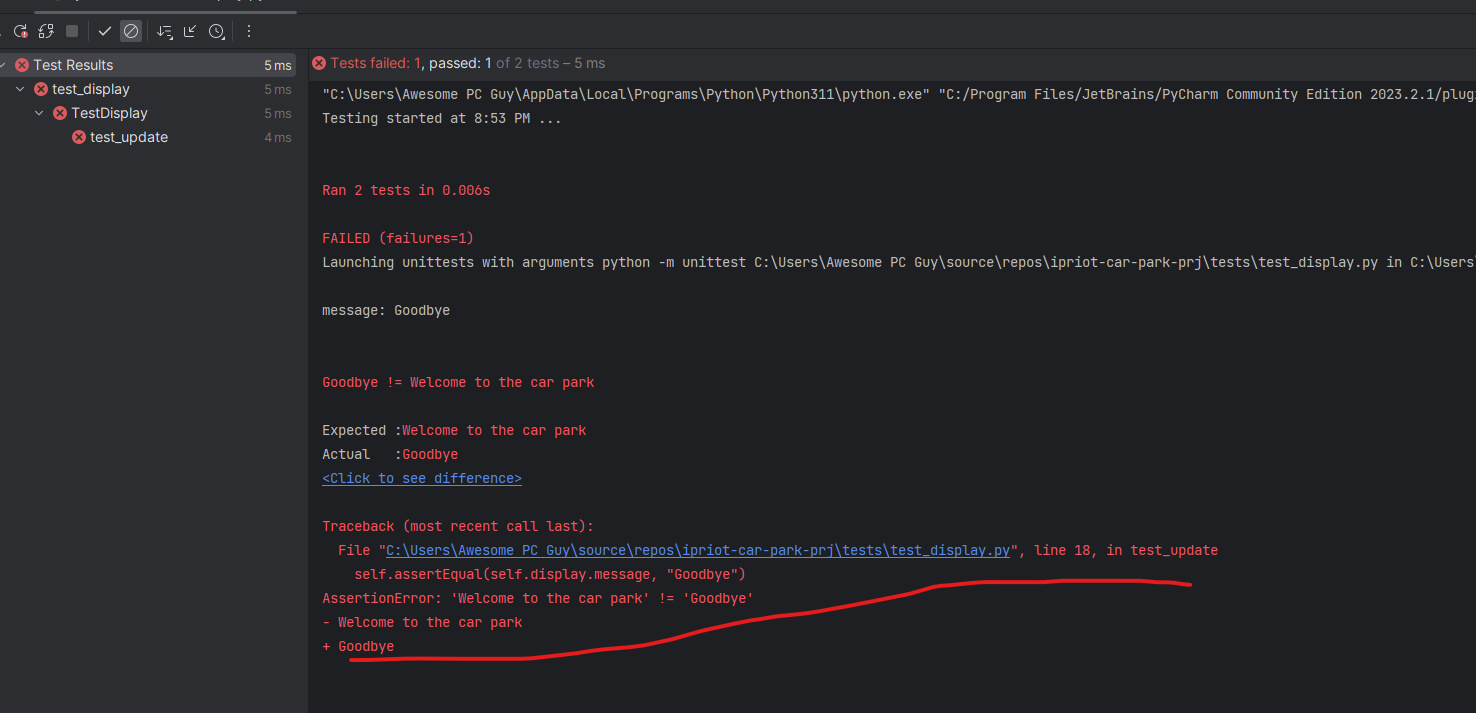 Test Results 5 ms
test_display 5 ms
TestDisplay 5 ms
test_update 4 ms
Tests failed: 1, passed: 1 of 2 tests – 5 ms
"C:\Users\Awesome PC Guy\AppData\Local\Programs\Python\Python311\python.exe" "C:/Program Files/JetBrains/PyCharm Community Edition 2023.2.1/plug
Testing started at 8:53 PM ...
Ran 2 tests in 0.006s
FAILED (failures=1)
Launching unittests with arguments python -m unittest C:\Users\Awesome PC Guy\source\repos\ipriot-car-park-prj\tests\test_display.py in C:\Users
message: Goodbye
Goodbye != Welcome to the car park
Expected :Welcome to the car park
Actual   :Goodbye
<Click to see difference>
Traceback (most recent call last):
  File "C:\Users\Awesome PC Guy\source\repos\ipriot-car-park-prj\tests\test_display.py", line 18, in test_update
    self.assertEqual(self.display.message, "Goodbye")
AssertionError: 'Welcome to the car park' != 'Goodbye'
- Welcome to the car park
+ Goodbye